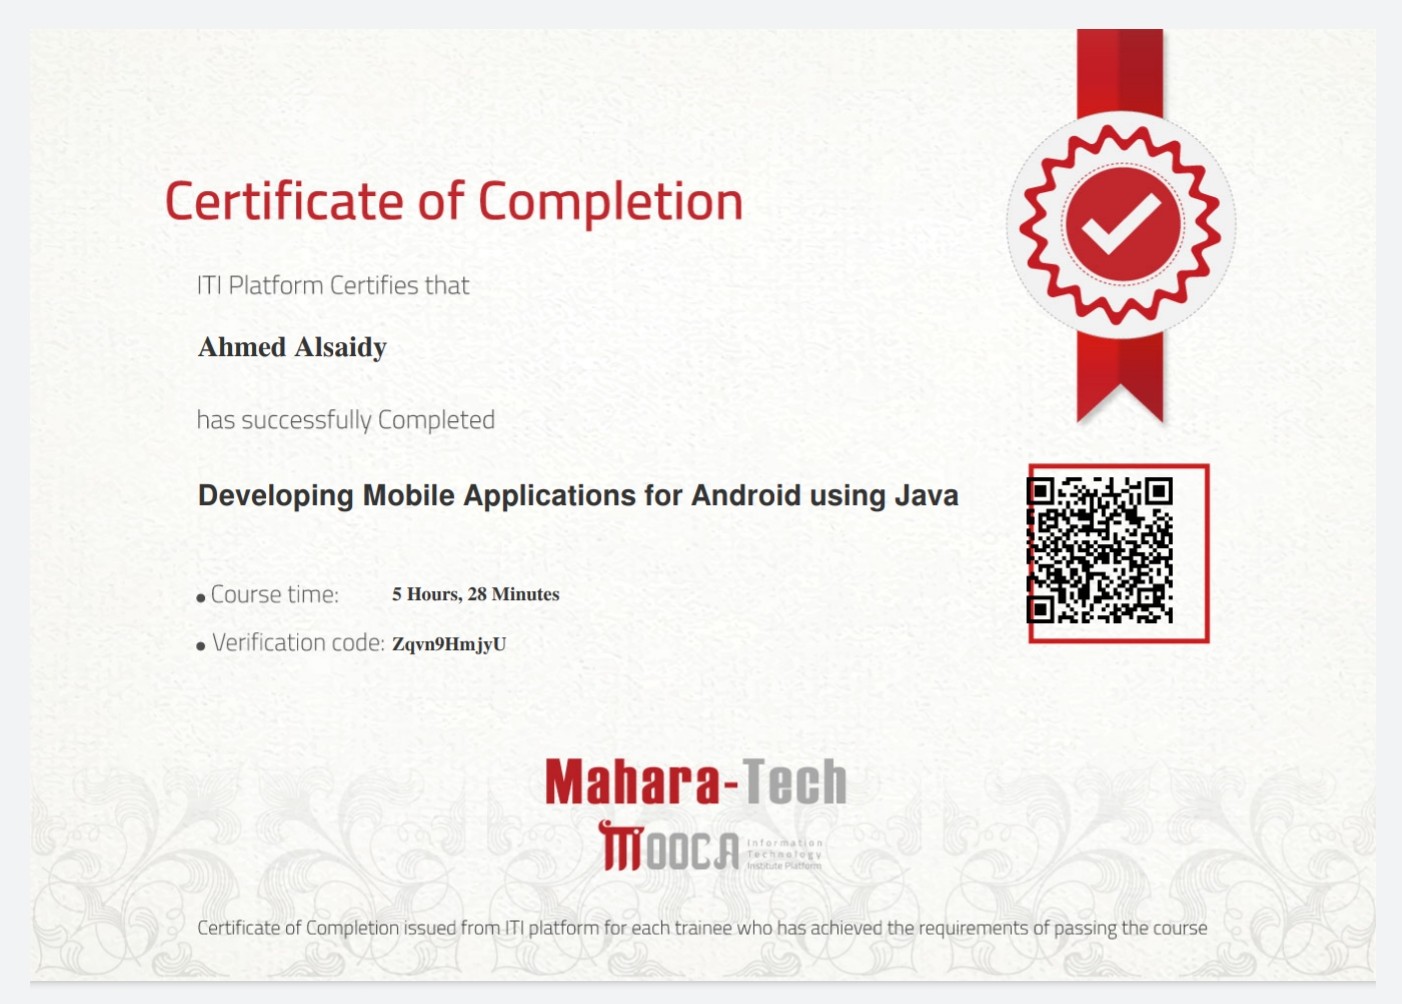 Certificate of Completion
ITI Platform Certifies that
Ahmed Alsaidy
has successfully Completed
Developing Mobile Applications for Android using Java
• Course time: 5 Hours, 28 Minutes
• Verification code: Zqvn9HmjyU
Mahara-Tech
MOOCA
Information
Technology
Institute Platform
Certificate of Completion issued from ITI platform for each trainee who has achieved the requirements of passing the course